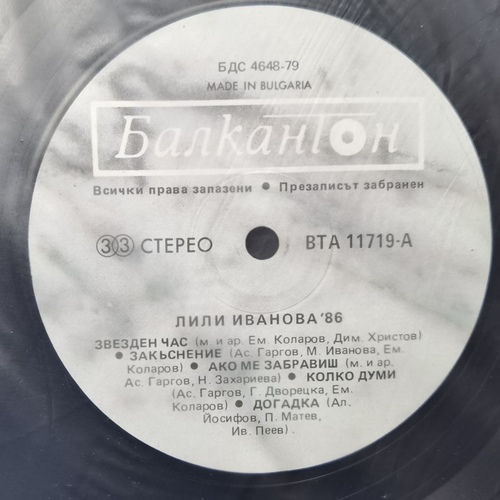 БДС 4648-79
MADE IN BULGARIA
Балкантон
Всички права запазени ● Презаписът забранен
33 СТЕРЕО ВТА 11719-А
ЛИЛИ ИВАНОВА '86
ЗВЕЗДЕН ЧАС (м. и ар. Ем. Коларов, Дим. Христов)
● ЗАКЪСНЕНИЕ (Ас. Гаргов, М. Иванова, Ем.
Коларов) ● АКО МЕ ЗАБРАВИШ (м. и ар.
Ас. Гаргов, Н. Захариева) ● КОЛКО ДУМИ
(Ас. Гаргов, Г. Дворецка, Ем.
Коларов) ● ДОГАДКА (Ал.
Йосифов, П. Матев,
Ив. Пеев).